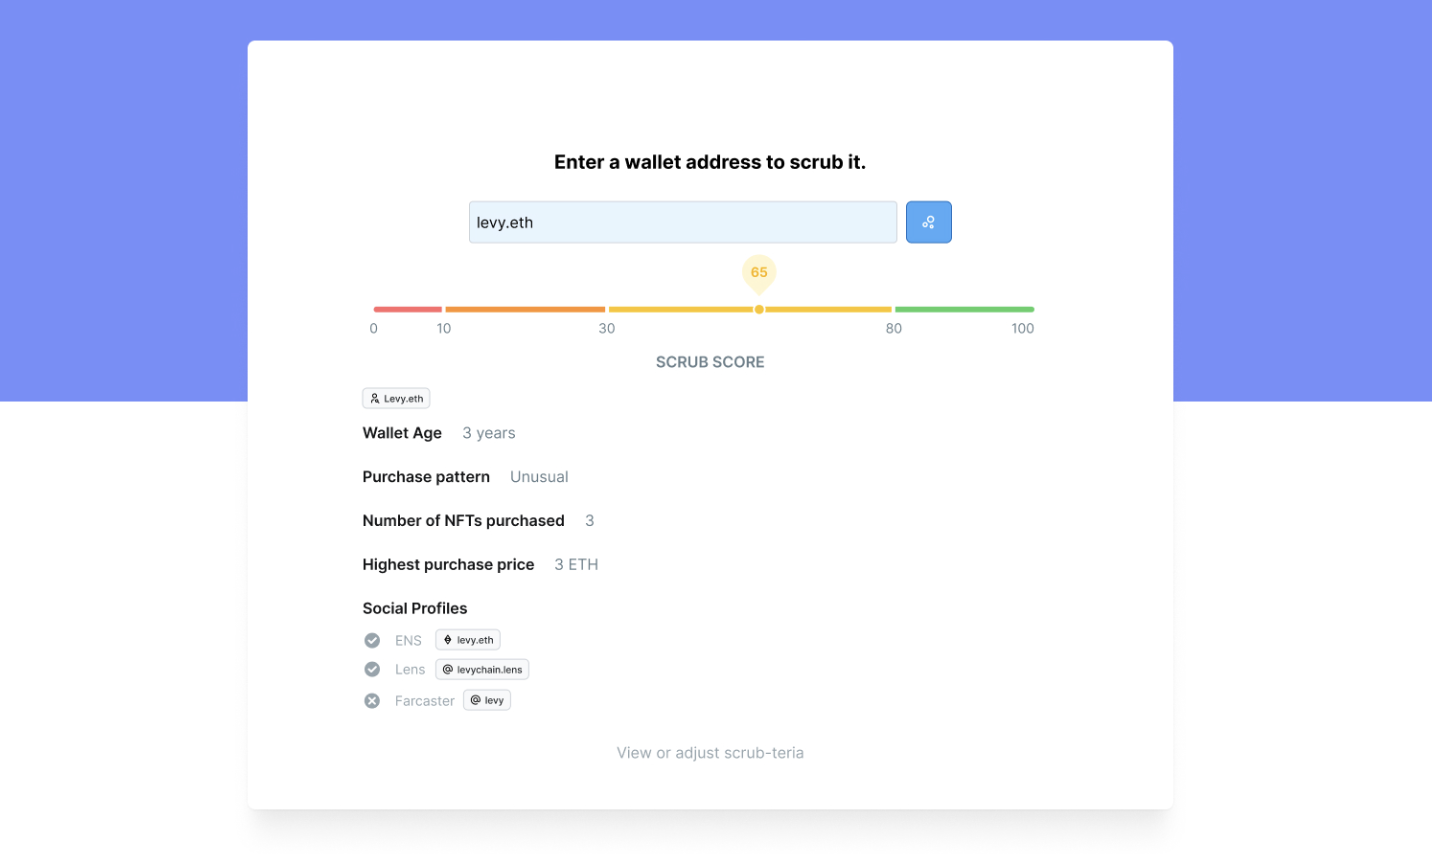 Enter a wallet address to scrub it.
levy.eth
65
0 10 30 80 100
SCRUB SCORE
Levy.eth
Wallet Age 3 years
Purchase pattern Unusual
Number of NFTs purchased 3
Highest purchase price 3 ETH
Social Profiles
ENS levy.eth
Lens @ levychain.lens
Farcaster @ levy
View or adjust scrub-teria